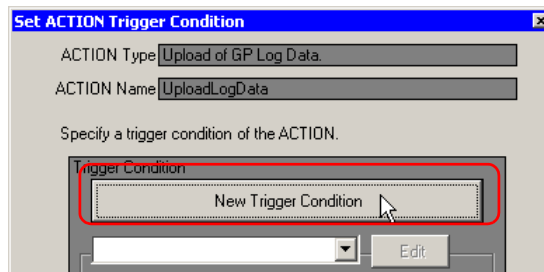 Set ACTION Trigger Condition
ACTION Type Upload of GP Log Data.
ACTION Name UploadLogData
Specify a trigger condition of the ACTION.
Trigger Condition
New Trigger Condition
Edit